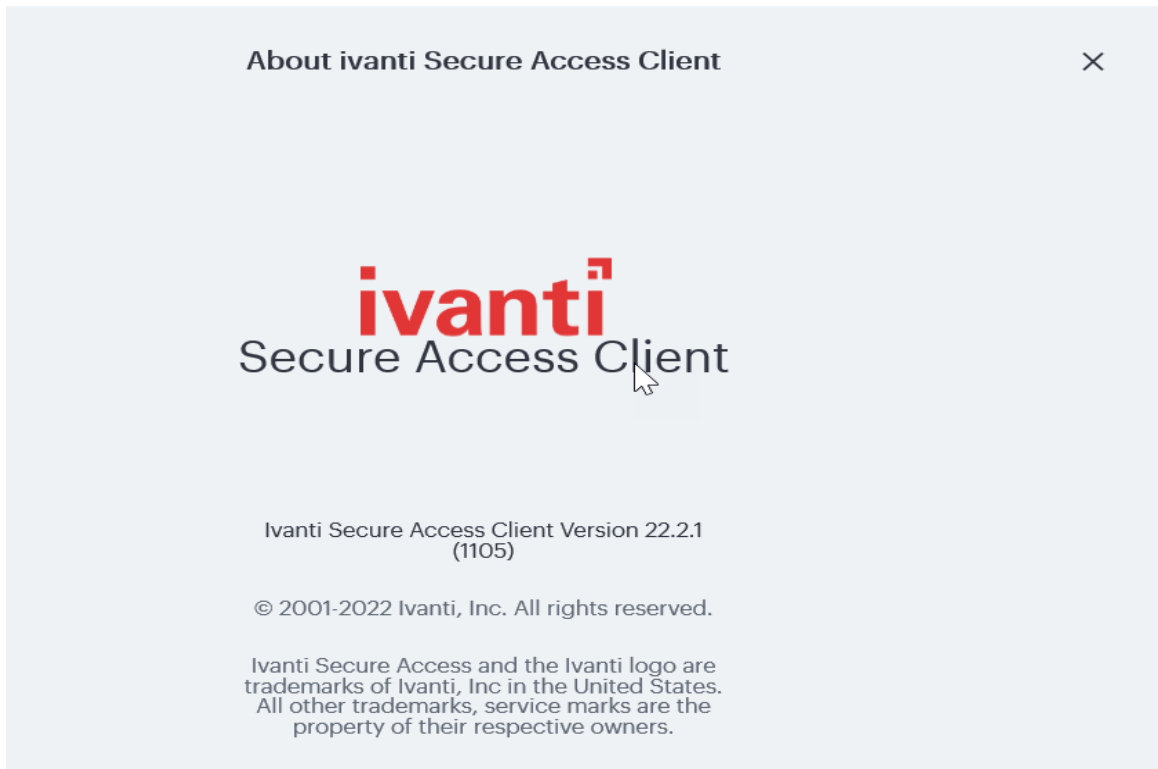 About ivanti Secure Access Client
ivanti
Secure Access Client
Ivanti Secure Access Client Version 22.2.1
(1105)
© 2001-2022 Ivanti, Inc. All rights reserved.
Ivanti Secure Access and the Ivanti logo are
trademarks of Ivanti, Inc in the United States.
All other trademarks, service marks are the
property of their respective owners.